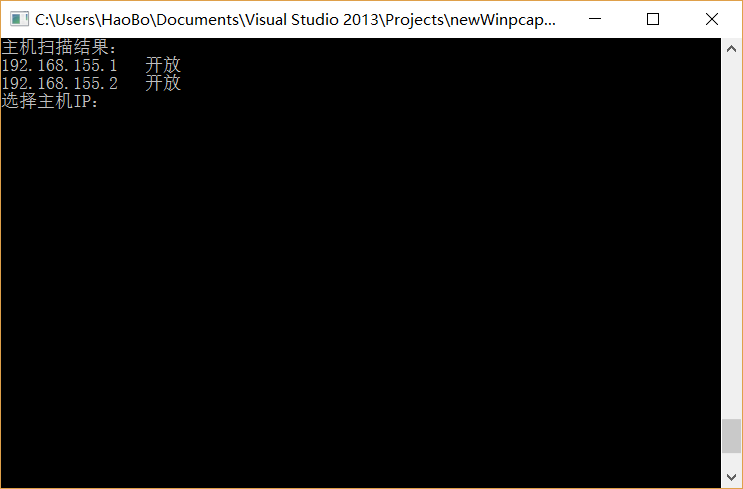 C:\Users\HaoBo\Documents\Visual Studio 2013\Projects\newWinpcap...
主机扫描结果:
192.168.155.1 开放
192.168.155.2 开放
选择主机IP: